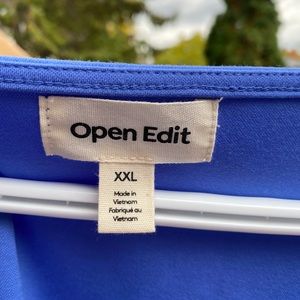 Open Edit
XXL
Made in
Vietnam
Fabriqué au
Vietnam